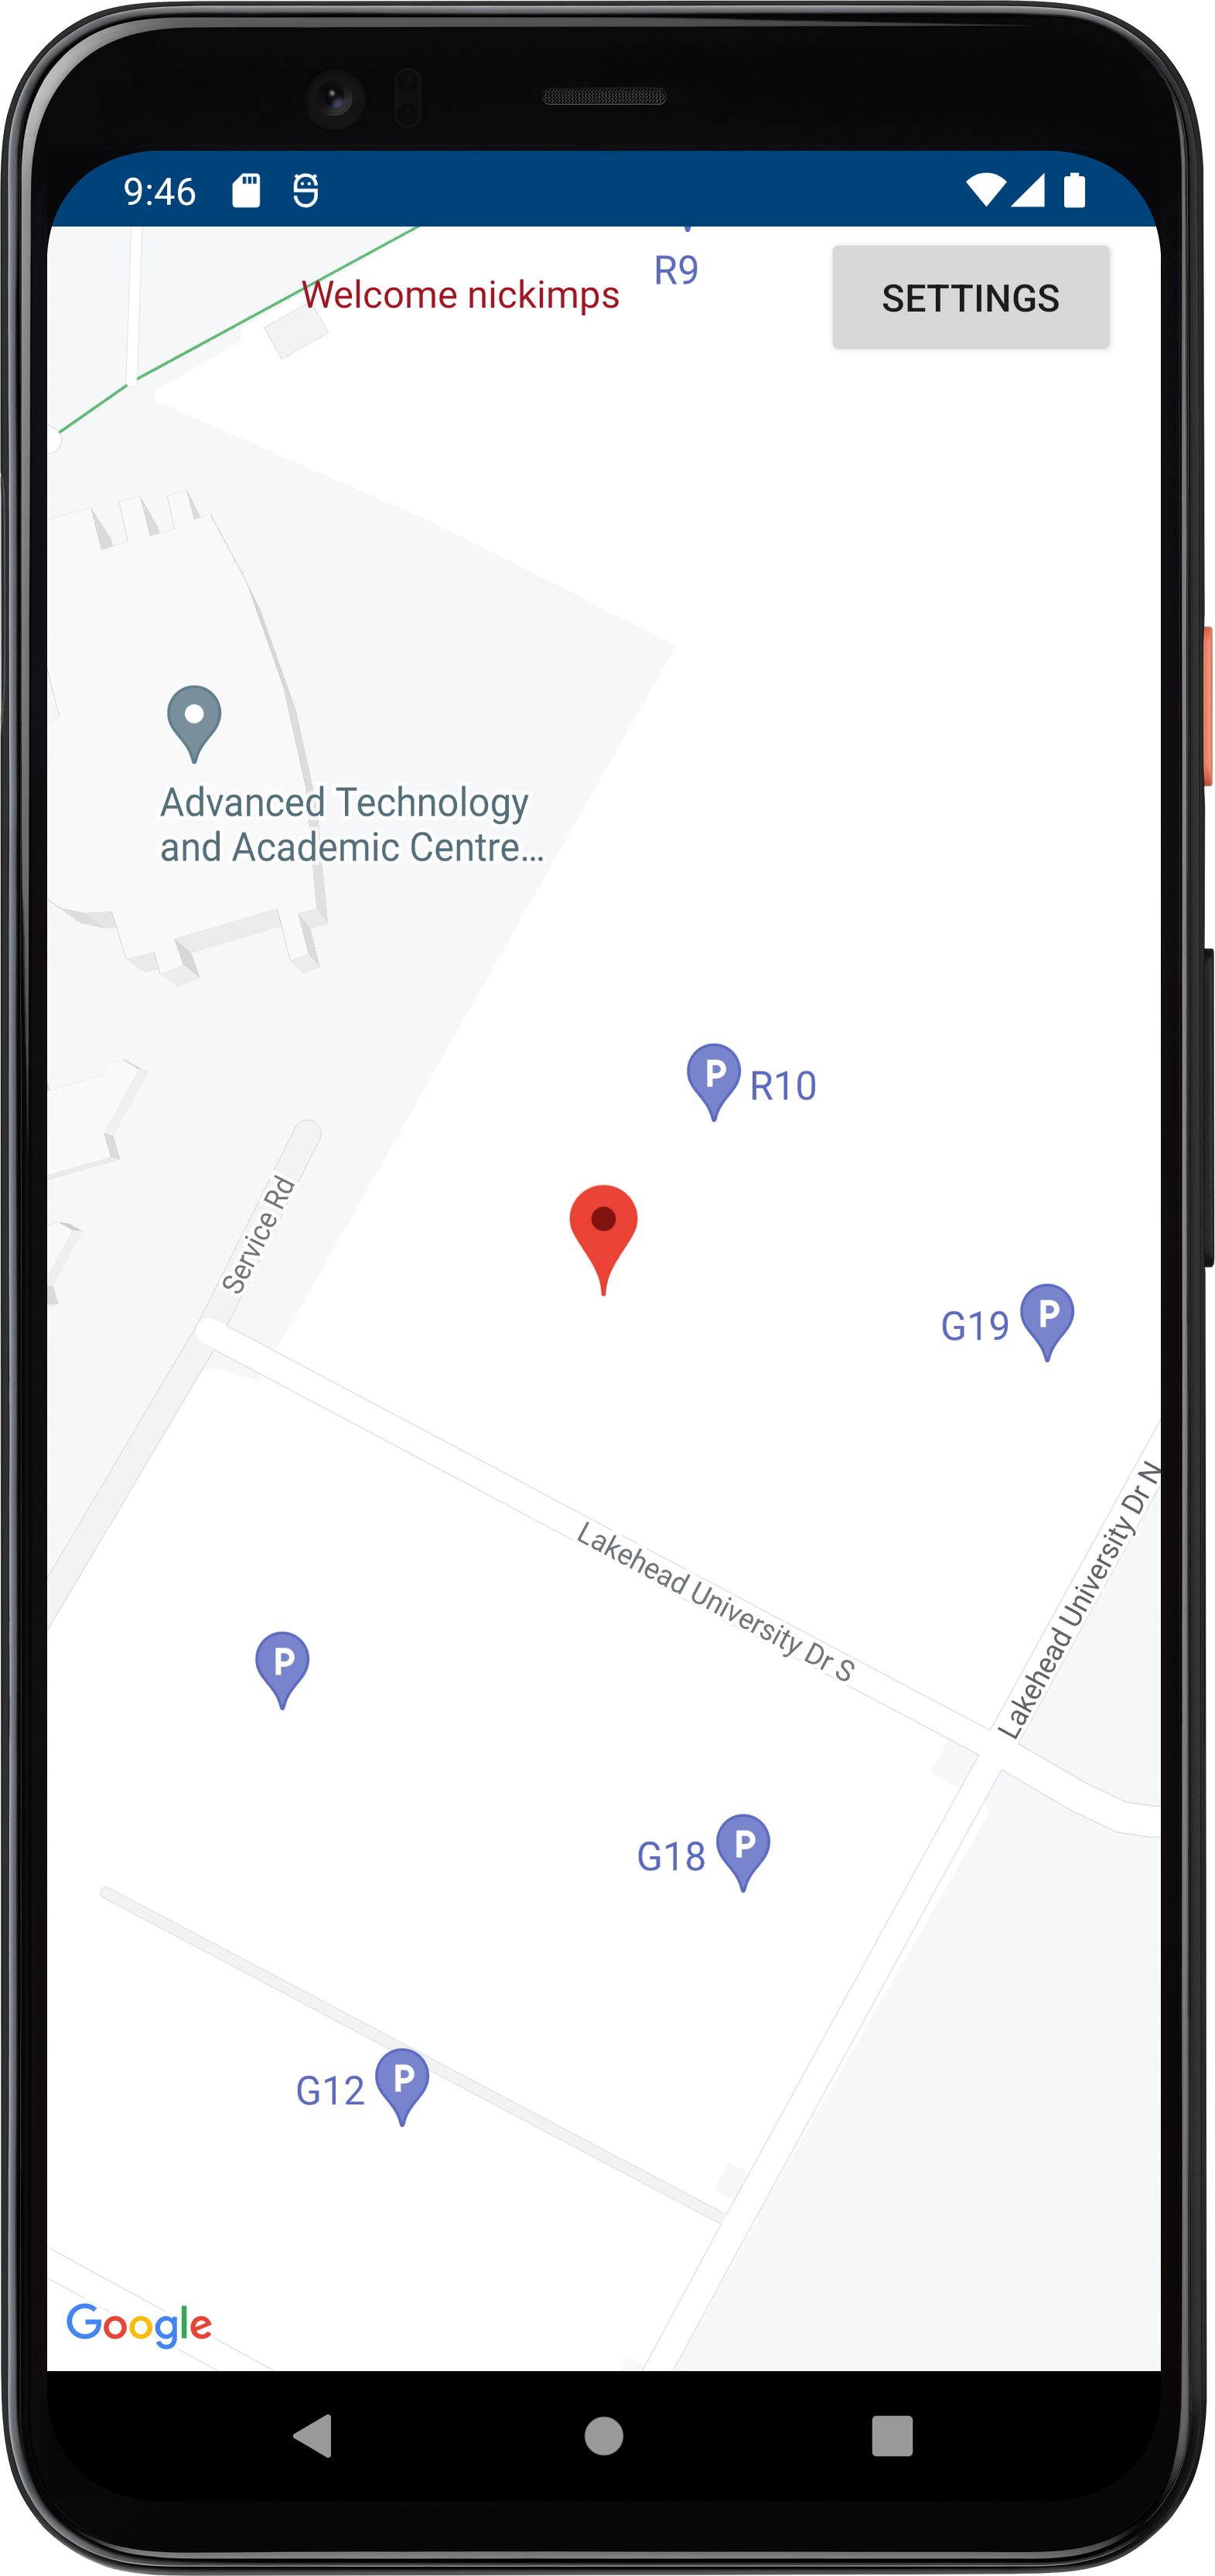 9:46
R9
Welcome nickimps
SETTINGS
Advanced Technology
and Academic Centre...
P R10
Service Rd
G19 P
Lakehead University Dr N
Lakehead University Dr S
P
G18 P
G12 P
Google